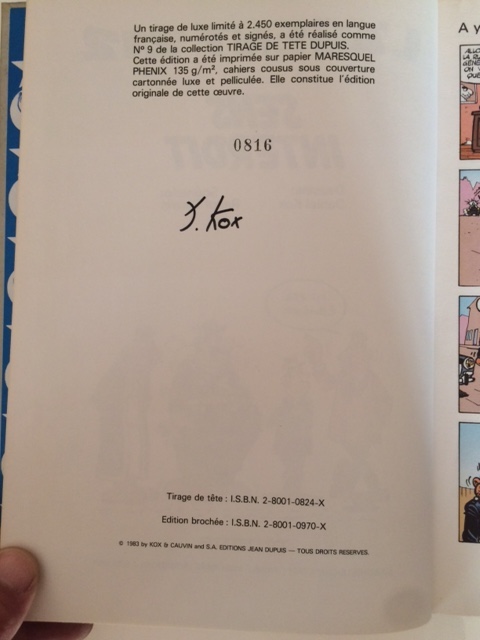 Un tirage de luxe limité à 2.450 exemplaires en langue
française, numérotés et signés, a été réalisé comme
N° 9 de la collection TIRAGE DE TETE DUPUIS.
Cette édition a été imprimée sur papier MARESQUEL
PHENIX 135 g/m², cahiers cousus sous couverture
cartonnée luxe et pelliculée. Elle constitue l'édition
originale de cette œuvre.
0816
J. Kox
Tirage de tête : I.S.B.N. 2-8001-0824-X
Edition brochée : I.S.B.N. 2-8001-0970-X
© 1983 by KOX & CAUVIN and S.A. EDITIONS JEAN DUPUIS — TOUS DROITS RESERVES.
A y